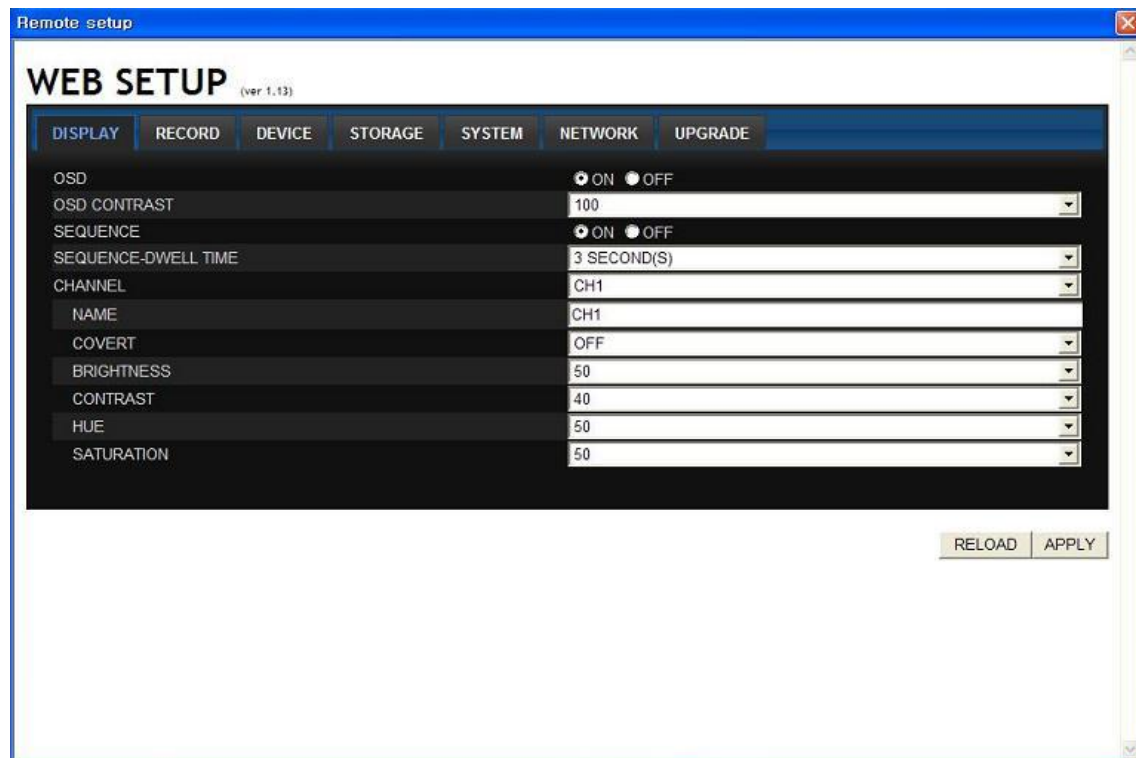 Remote setup
WEB SETUP (ver 1.13)
DISPLAY RECORD DEVICE STORAGE SYSTEM NETWORK UPGRADE
OSD ON OFF
OSD CONTRAST 100
SEQUENCE ON OFF
SEQUENCE-DWELL TIME 3 SECOND(S)
CHANNEL CH1
NAME CH1
COVERT OFF
BRIGHTNESS 50
CONTRAST 40
HUE 50
SATURATION 50
RELOAD APPLY